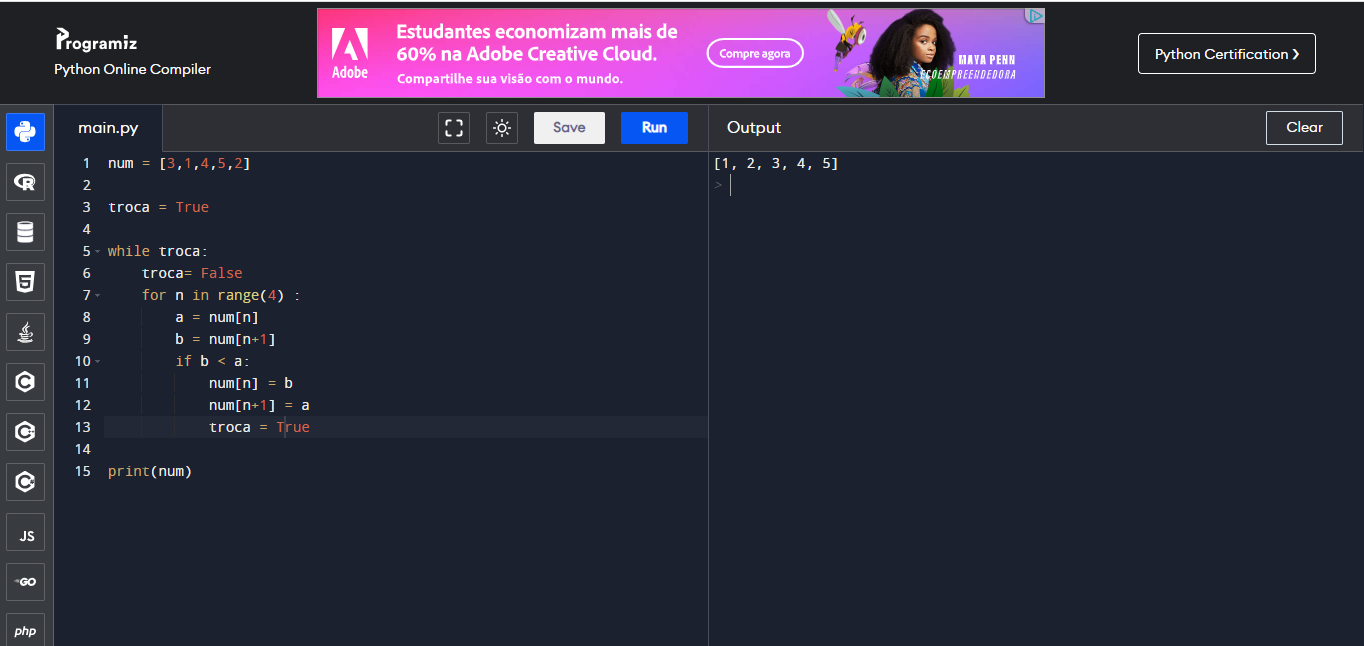 Programiz
Python Online Compiler
Adobe
Estudantes economizam mais de
60% na Adobe Creative Cloud.
Compartilhe sua visão com o mundo.
Compre agora
MAYA PENN
ECOEMPREENDEDORA
Python Certification ❯
main.py
Save
Run
Output
Clear
1 num = [3,1,4,5,2]
2
3 troca = True
4
5 while troca:
6     troca= False
7     for n in range(4) :
8         a = num[n]
9         b = num[n+1]
10         if b < a:
11             num[n] = b
12             num[n+1] = a
13             troca = True
14
15 print(num)
[1, 2, 3, 4, 5]
>
R
5
C
C
C
JS
GO
php